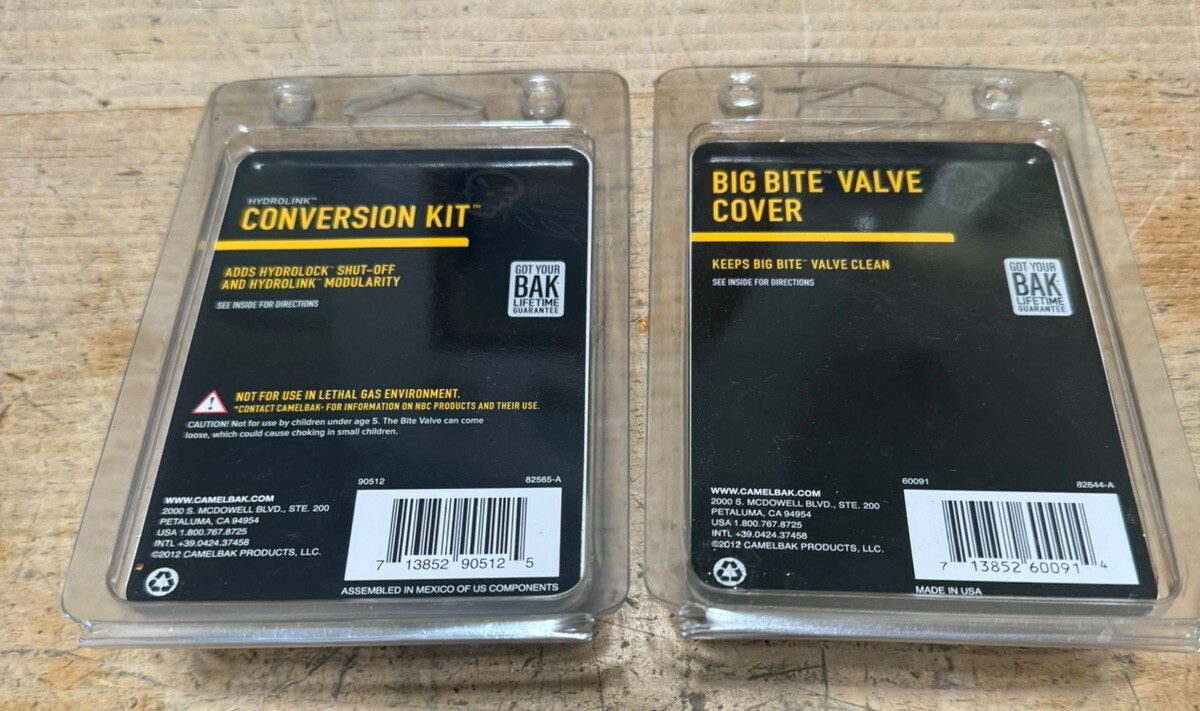 HYDROLINK™
CONVERSION KIT™
ADDS HYDROLOCK™ SHUT-OFF
AND HYDROLINK™ MODULARITY
SEE INSIDE FOR DIRECTIONS
GOT YOUR
BAK
LIFETIME
GUARANTEE
NOT FOR USE IN LETHAL GAS ENVIRONMENT.
*CONTACT CAMELBAK® FOR INFORMATION ON NBC PRODUCTS AND THEIR USE.
CAUTION! Not for use by children under age 5. The Bite Valve can come
loose, which could cause choking in small children.
90512 82565-A
WWW.CAMELBAK.COM
2000 S. MCDOWELL BLVD., STE. 200
PETALUMA, CA 94954
USA 1.800.767.8725
INTL +39.0424.37458
©2012 CAMELBAK PRODUCTS, LLC.
7 13852 90512 5
ASSEMBLED IN MEXICO OF US COMPONENTS
BIG BITE™ VALVE
COVER
KEEPS BIG BITE™ VALVE CLEAN
SEE INSIDE FOR DIRECTIONS
GOT YOUR
BAK
LIFETIME
GUARANTEE
60091 82644-A
WWW.CAMELBAK.COM
2000 S. MCDOWELL BLVD., STE. 200
PETALUMA, CA 94954
USA 1.800.767.8725
INTL +39.0424.37458
©2012 CAMELBAK PRODUCTS, LLC.
7 13852 60091 4
MADE IN USA